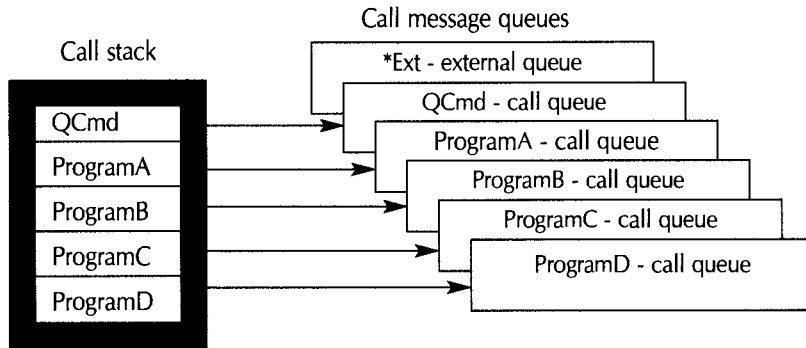 Call message queues
Call stack
*Ext - external queue
QCmd - call queue
ProgramA - call queue
ProgramB - call queue
ProgramC - call queue
ProgramD - call queue
QCmd
ProgramA
ProgramB
ProgramC
ProgramD